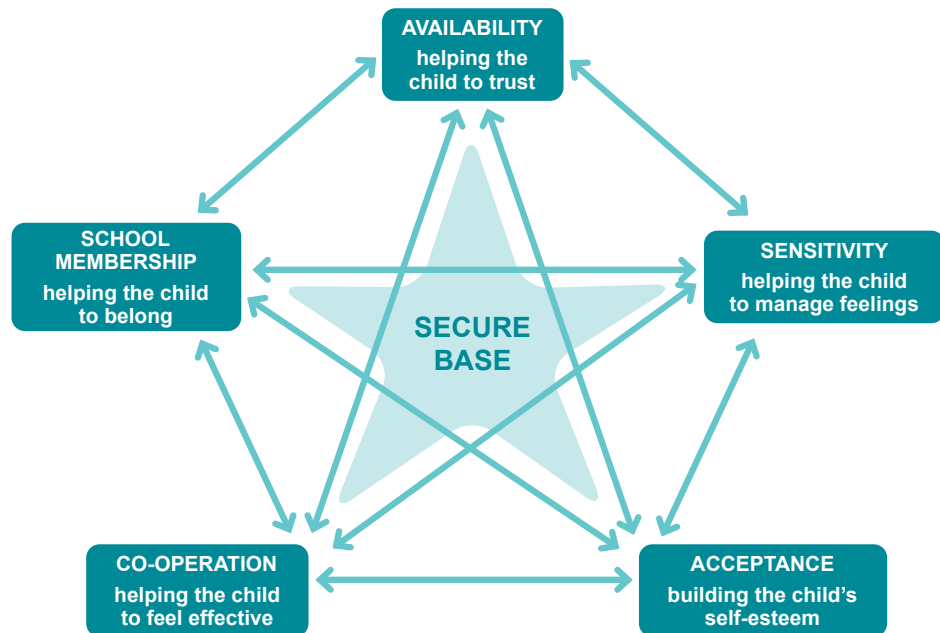 AVAILABILITY
helping the
child to trust
SCHOOL
MEMBERSHIP
helping the child
to belong
SENSITIVITY
helping the child
to manage feelings
SECURE
BASE
CO-OPERATION
helping the child
to feel effective
ACCEPTANCE
building the child's
self-esteem